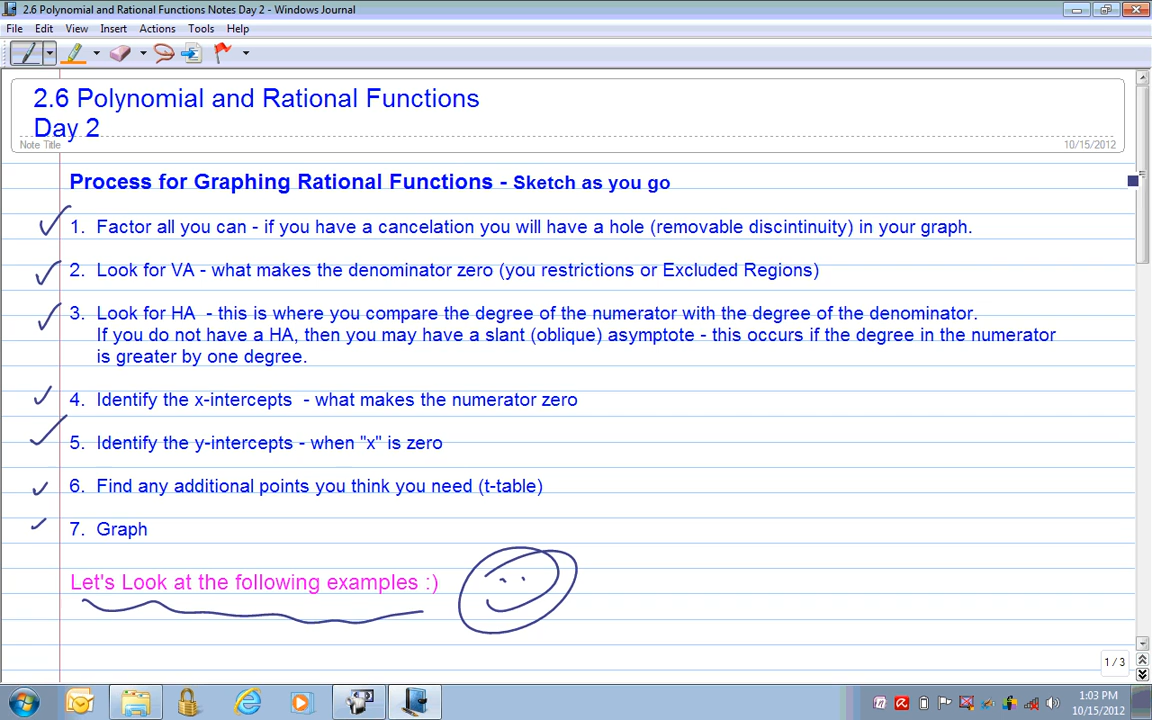 2.6 Polynomial and Rational Functions Notes Day 2 - Windows Journal
File Edit View Insert Actions Tools Help
2.6 Polynomial and Rational Functions
Day 2
Note Title
10/15/2012
Process for Graphing Rational Functions - Sketch as you go
1. Factor all you can - if you have a cancelation you will have a hole (removable discintinuity) in your graph.
2. Look for VA - what makes the denominator zero (you restrictions or Excluded Regions)
3. Look for HA - this is where you compare the degree of the numerator with the degree of the denominator.
If you do not have a HA, then you may have a slant (oblique) asymptote - this occurs if the degree in the numerator
is greater by one degree.
4. Identify the x-intercepts - what makes the numerator zero
5. Identify the y-intercepts - when "x" is zero
6. Find any additional points you think you need (t-table)
7. Graph
Let's Look at the following examples :)
1 / 3
1:03 PM
10/15/2012